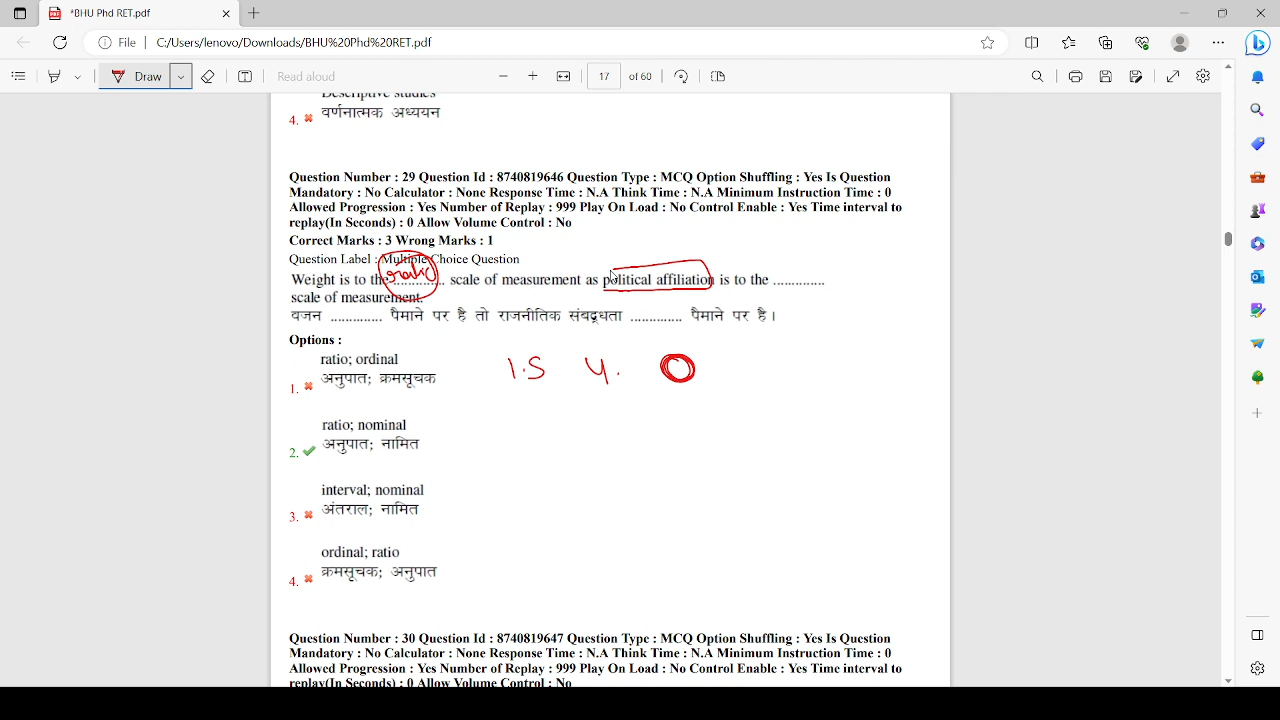 *BHU Phd RET.pdf
File C:/Users/lenovo/Downloads/BHU%20Phd%20RET.pdf
Draw Read aloud 17 of 60
Descriptive studies
4. वर्णनात्मक अध्ययन
Question Number : 29 Question Id : 8740819646 Question Type : MCQ Option Shuffling : Yes Is Question
Mandatory : No Calculator : None Response Time : N.A Think Time : N.A Minimum Instruction Time : 0
Allowed Progression : Yes Number of Replay : 999 Play On Load : No Control Enable : Yes Time interval to
replay(In Seconds) : 0 Allow Volume Control : No
Correct Marks : 3 Wrong Marks : 1
Question Label : Multiple Choice Question
Weight is to the ratio .............. scale of measurement as political affiliation is to the ..............
scale of measurement.
वजन .............. पैमाने पर है तो राजनीतिक संबद्धता .............. पैमाने पर है।
Options :
ratio; ordinal
1. अनुपात; क्रमसूचक
1.S 4. O
ratio; nominal
2. अनुपात; नामित
interval; nominal
3. अंतराल; नामित
ordinal; ratio
4. क्रमसूचक; अनुपात
Question Number : 30 Question Id : 8740819647 Question Type : MCQ Option Shuffling : Yes Is Question
Mandatory : No Calculator : None Response Time : N.A Think Time : N.A Minimum Instruction Time : 0
Allowed Progression : Yes Number of Replay : 999 Play On Load : No Control Enable : Yes Time interval to
replay(In Seconds) : 0 Allow Volume Control : No